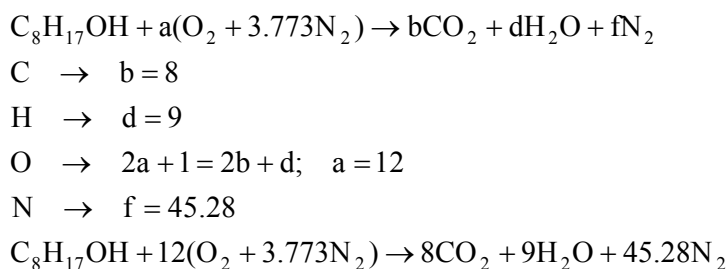 C₈H₁₇OH + a(O₂ + 3.773N₂) → bCO₂ + dH₂O + fN₂
C → b = 8
H → d = 9
O → 2a + 1 = 2b + d; a = 12
N → f = 45.28
C₈H₁₇OH + 12(O₂ + 3.773N₂) → 8CO₂ + 9H₂O + 45.28N₂